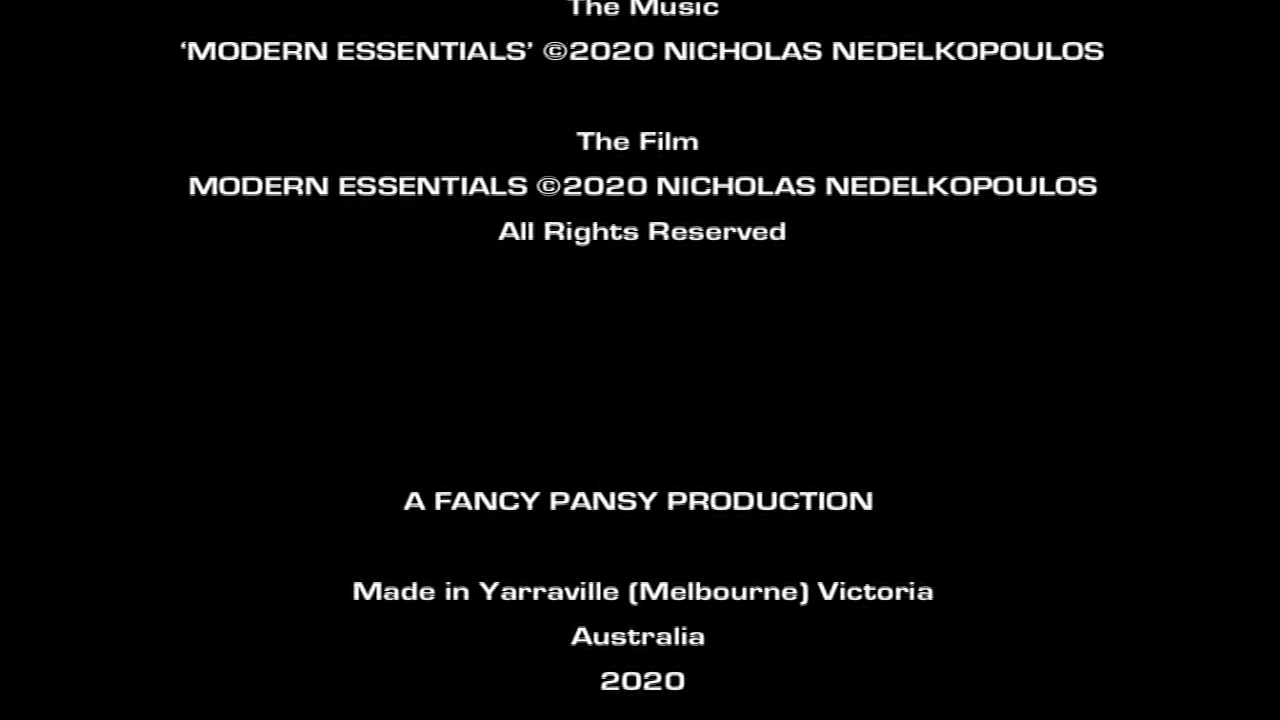 The Music
‘MODERN ESSENTIALS’ ©2020 NICHOLAS NEDELKOPOULOS
The Film
MODERN ESSENTIALS ©2020 NICHOLAS NEDELKOPOULOS
All Rights Reserved
A FANCY PANSY PRODUCTION
Made in Yarraville (Melbourne) Victoria
Australia
2020